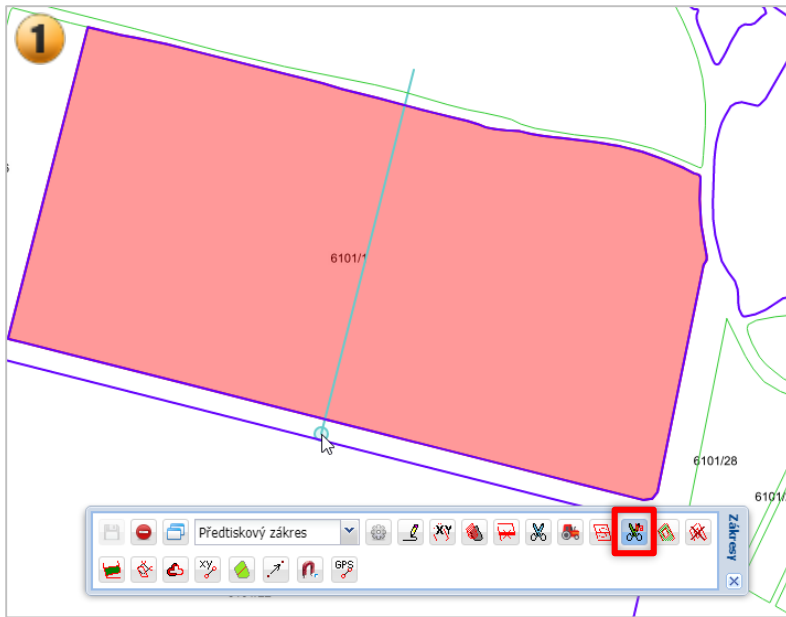 1
6101/1
6101/28
6101/
Předtiskový zákres
XY
Zákresy
XY
GPS